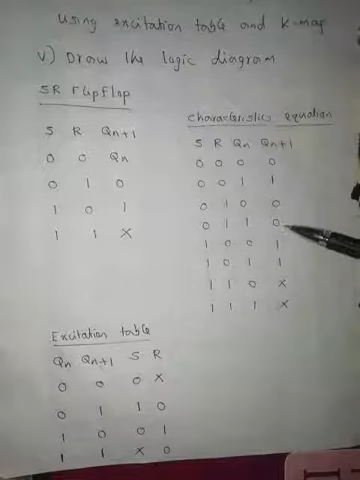 using excitation table and K-map
V) Draw the logic diagram
SR FlipFlop
S R Qn+1
0 0 Qn
0 1 0
1 0 1
1 1 X
characteristics equation
S R Qn Qn+1
0 0 0 0
0 0 1 1
0 1 0 0
0 1 1 0
1 0 0 1
1 0 1 1
1 1 0 X
1 1 1 X
Excitation table
Qn Qn+1 S R
0 0 0 X
0 1 1 0
1 0 0 1
1 1 X 0